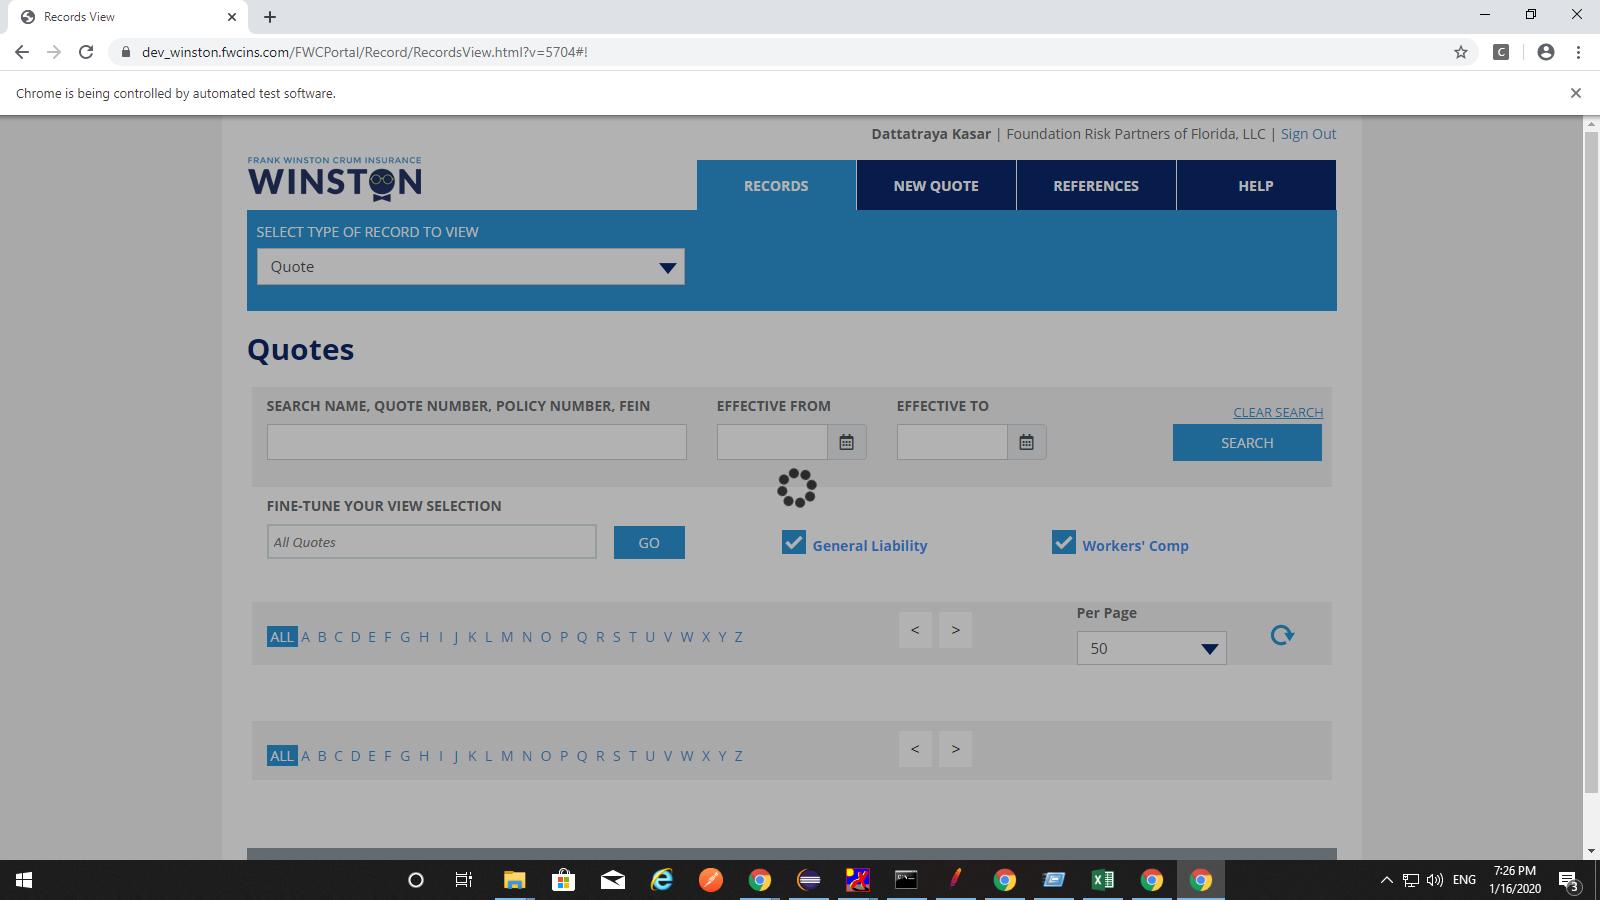 Records View
dev_winston.fwcins.com/FWCPortal/Record/RecordsView.html?v=5704#!
C
Chrome is being controlled by automated test software.
Dattatraya Kasar | Foundation Risk Partners of Florida, LLC | Sign Out
FRANK WINSTON CRUM INSURANCE
WINSTON
RECORDS NEW QUOTE REFERENCES HELP
SELECT TYPE OF RECORD TO VIEW
Quote
Quotes
SEARCH NAME, QUOTE NUMBER, POLICY NUMBER, FEIN EFFECTIVE FROM EFFECTIVE TO CLEAR SEARCH
SEARCH
FINE-TUNE YOUR VIEW SELECTION
All Quotes GO General Liability Workers' Comp
Per Page
ALL A B C D E F G H I J K L M N O P Q R S T U V W X Y Z < >
50
ALL A B C D E F G H I J K L M N O P Q R S T U V W X Y Z < >
ENG
7:26 PM
1/16/2020
3